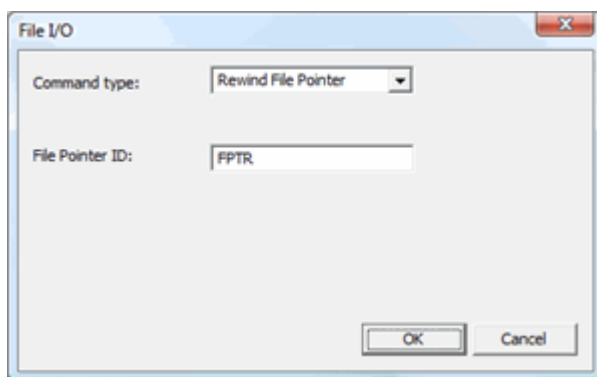 File I/O
Command type: Rewind File Pointer
File Pointer ID: FPTR
OK Cancel